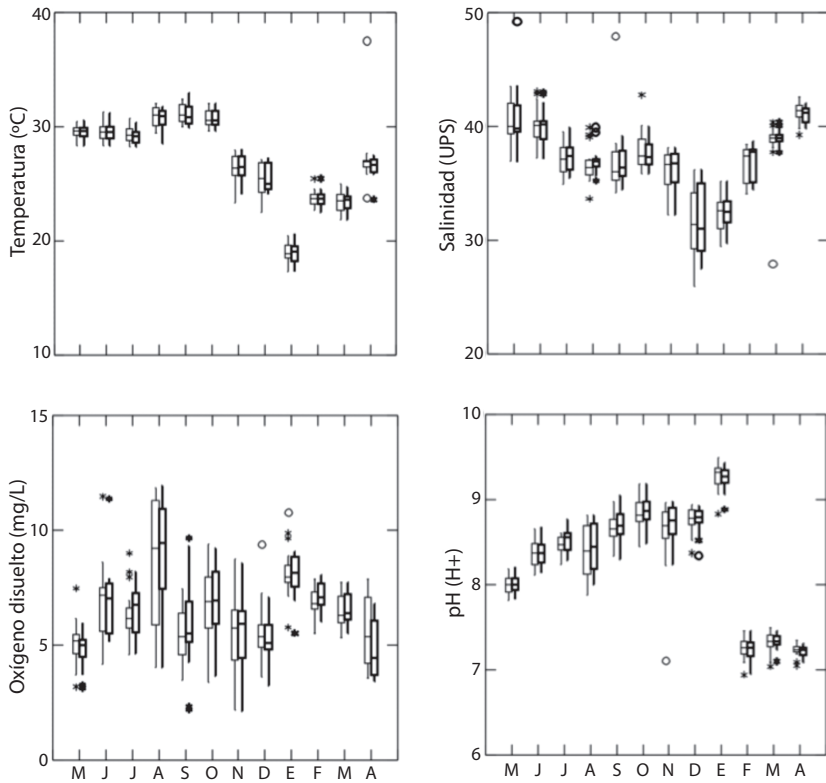 40
30
20
10
Temperatura (ºC)
50
40
30
20
Salinidad (UPS)
15
10
5
0
Oxígeno disuelto (mg/L)
M J J A S O N D E F M A
10
9
8
7
6
pH (H+)
M J J A S O N D E F M A